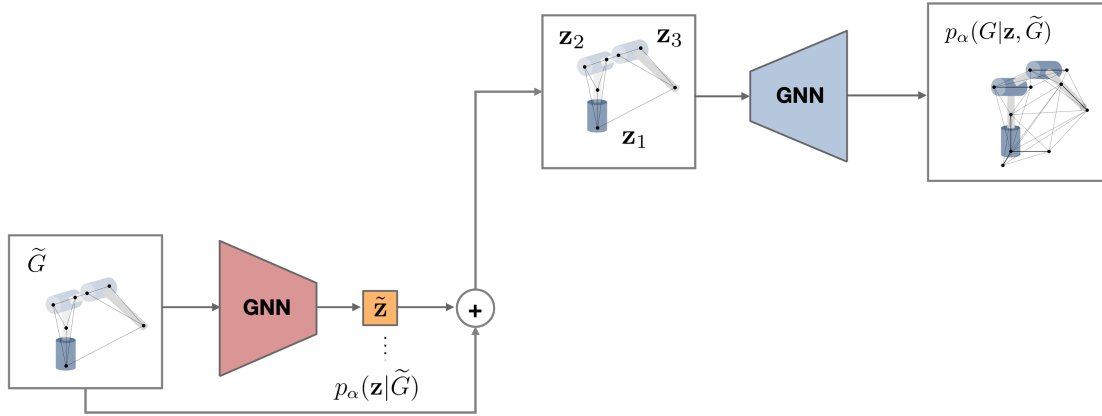 z₂
z₃
z₁
GNN
p_α(G|z, G̃)
G̃
GNN
z̃
+
p_α(z|G̃)